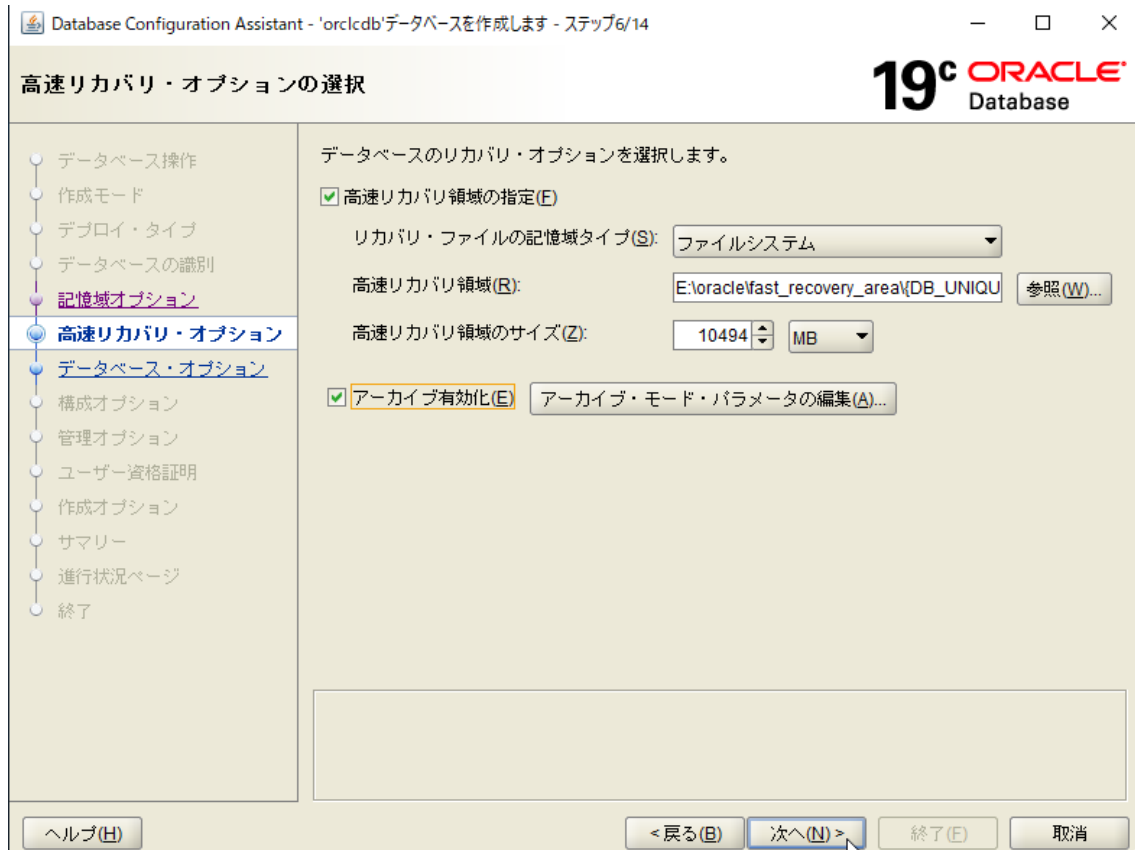 Database Configuration Assistant - 'orclcdb'データベースを作成します - ステップ6/14
高速リカバリ・オプションの選択
19c ORACLE Database
データベース操作
作成モード
デプロイ・タイプ
データベースの識別
記憶域オプション
高速リカバリ・オプション
データベース・オプション
構成オプション
管理オプション
ユーザー資格証明
作成オプション
サマリー
進行状況ページ
終了
データベースのリカバリ・オプションを選択します。
高速リカバリ領域の指定(F)
リカバリ・ファイルの記憶域タイプ(S): ファイルシステム
高速リカバリ領域(R): E:\oracle\fast_recovery_area\{DB_UNIQU 参照(W)...
高速リカバリ領域のサイズ(Z): 10494 MB
アーカイブ有効化(E) アーカイブ・モード・パラメータの編集(A)...
ヘルプ(H) <戻る(B) 次へ(N)> 終了(F) 取消